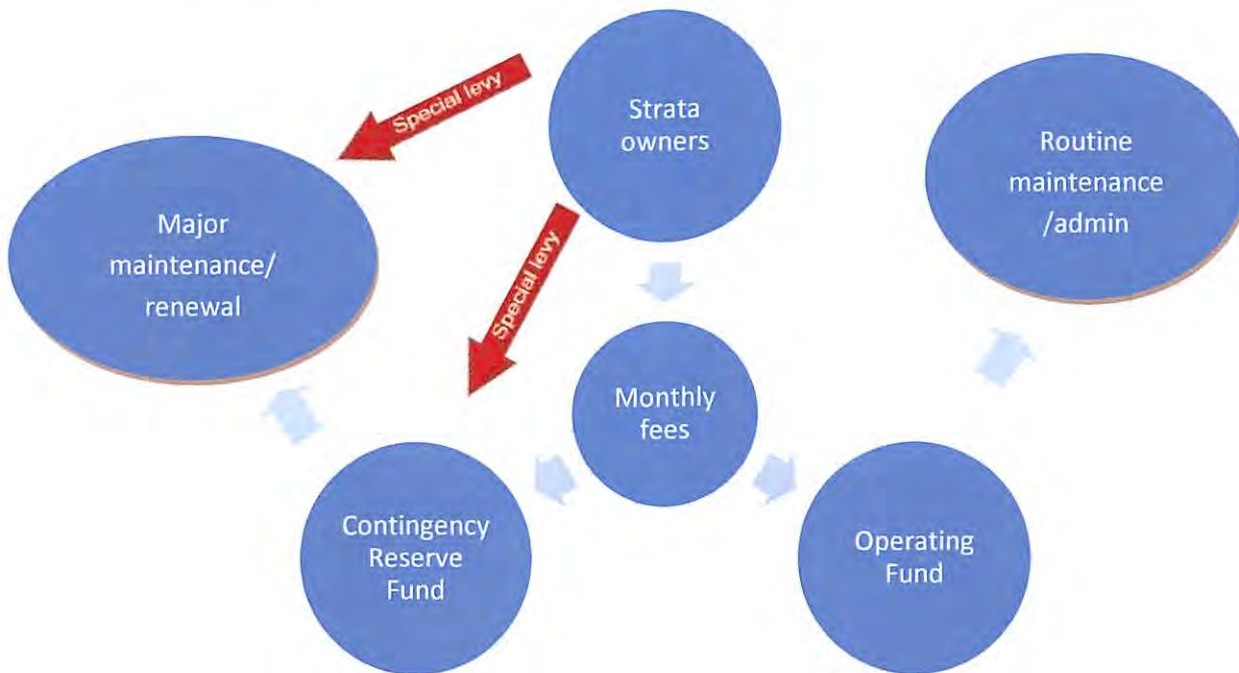 Special levy
Strata
owners
Routine
maintenance
/admin
Major
maintenance/
renewal
Special levy
Monthly
fees
Contingency
Reserve
Fund
Operating
Fund